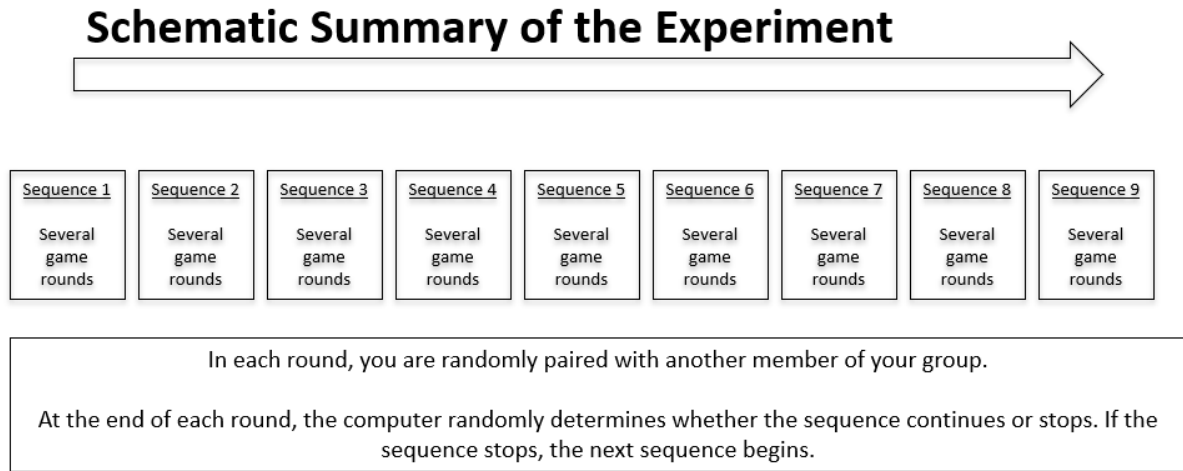 Schematic Summary of the Experiment
Sequence 1
Several
game
rounds
Sequence 2
Several
game
rounds
Sequence 3
Several
game
rounds
Sequence 4
Several
game
rounds
Sequence 5
Several
game
rounds
Sequence 6
Several
game
rounds
Sequence 7
Several
game
rounds
Sequence 8
Several
game
rounds
Sequence 9
Several
game
rounds
In each round, you are randomly paired with another member of your group.
At the end of each round, the computer randomly determines whether the sequence continues or stops. If the
sequence stops, the next sequence begins.